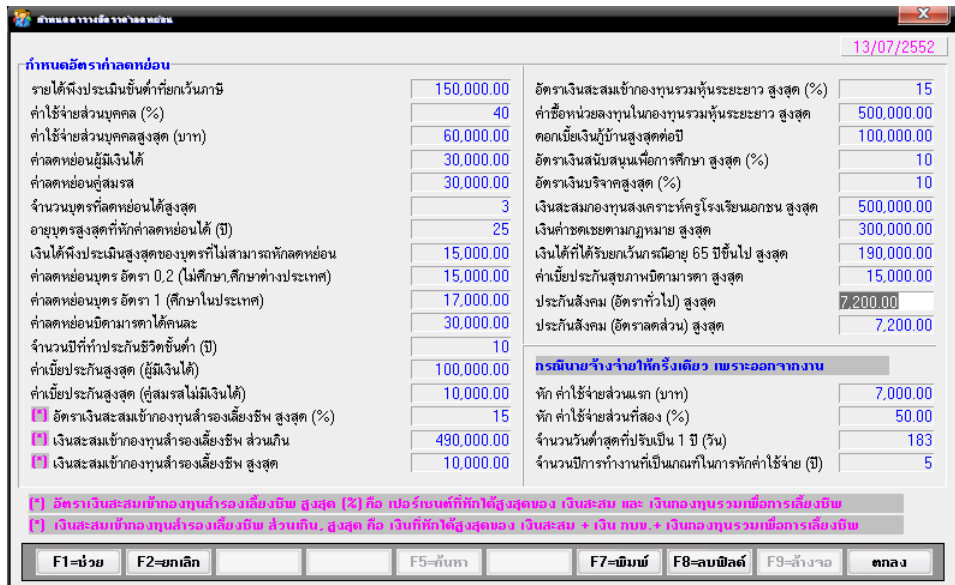 กำหนดตารางอัตราค่าลดหย่อน
13/07/2552
กำหนดอัตราค่าลดหย่อน
รายได้พึงประเมินขั้นต่ำที่ยกเว้นภาษี 150,000.00
ค่าใช้จ่ายส่วนบุคคล (%) 40
ค่าใช้จ่ายส่วนบุคคลสูงสุด (บาท) 60,000.00
ค่าลดหย่อนผู้มีเงินได้ 30,000.00
ค่าลดหย่อนคู่สมรส 30,000.00
จำนวนบุตรที่ลดหย่อนได้สูงสุด 3
อายุบุตรสูงสุดที่หักค่าลดหย่อนได้ (ปี) 25
เงินได้พึงประเมินสูงสุดของบุตรที่ไม่สามารถหักลดหย่อน 15,000.00
ค่าลดหย่อนบุตร อัตรา 0,2 (ไม่ศึกษา,ศึกษาต่างประเทศ) 15,000.00
ค่าลดหย่อนบุตร อัตรา 1 (ศึกษาในประเทศ) 17,000.00
ค่าลดหย่อนบิดามารดาได้คนละ 30,000.00
จำนวนปีที่ทำประกันชีวิตขั้นต่ำ (ปี) 10
ค่าเบี้ยประกันสูงสุด (ผู้มีเงินได้) 100,000.00
ค่าเบี้ยประกันสูงสุด (คู่สมรสไม่มีเงินได้) 10,000.00
(*) อัตราเงินสะสมเข้ากองทุนสำรองเลี้ยงชีพ สูงสุด (%) 15
(*) เงินสะสมเข้ากองทุนสำรองเลี้ยงชีพ ส่วนเกิน 490,000.00
(*) เงินสะสมเข้ากองทุนสำรองเลี้ยงชีพ สูงสุด 10,000.00
อัตราเงินสะสมเข้ากองทุนรวมหุ้นระยะยาว สูงสุด (%) 15
ค่าซื้อหน่วยลงทุนในกองทุนรวมหุ้นระยะยาว สูงสุด 500,000.00
ดอกเบี้ยเงินกู้บ้านสูงสุดต่อปี 100,000.00
อัตราเงินสนับสนุนเพื่อการศึกษา สูงสุด (%) 10
อัตราเงินบริจาคสูงสุด (%) 10
เงินสะสมกองทุนสงเคราะห์ครูโรงเรียนเอกชน สูงสุด 500,000.00
เงินค่าชดเชยตามกฏหมาย สูงสุด 300,000.00
เงินได้ที่ได้รับยกเว้นกรณีอายุ 65 ปีขึ้นไป สูงสุด 190,000.00
ค่าเบี้ยประกันสุขภาพบิดามารดา สูงสุด 15,000.00
ประกันสังคม (อัตราทั่วไป) สูงสุด 7,200.00
ประกันสังคม (อัตราลดส่วน) สูงสุด 7,200.00
กรณีนายจ้างจ่ายให้ครั้งเดียว เพราะออกจากงาน
หัก ค่าใช้จ่ายส่วนแรก (บาท) 7,000.00
หัก ค่าใช้จ่ายส่วนที่สอง (%) 50.00
จำนวนวันต่ำสุดที่ปรับเป็น 1 ปี (วัน) 183
จำนวนปีการทำงานที่เป็นเกณฑ์ในการหักค่าใช้จ่าย (ปี) 5
(*) อัตราเงินสะสมเข้ากองทุนสำรองเลี้ยงชีพ สูงสุด (%) คือ เปอร์เซนต์ที่หักได้สูงสุดของ เงินสะสม และ เงินกองทุนรวมเพื่อการเลี้ยงชีพ
(*) เงินสะสมเข้ากองทุนสำรองเลี้ยงชีพ ส่วนเกิน, สูงสุด คือ เงินที่หักได้สูงสุดของ เงินสะสม + เงิน กบข.+ เงินกองทุนรวมเพื่อการเลี้ยงชีพ
F1=ช่วย F2=ยกเลิก F5=ค้นหา F7=พิมพ์ F8=ลบฟิลด์ F9=ล้างจอ ตกลง